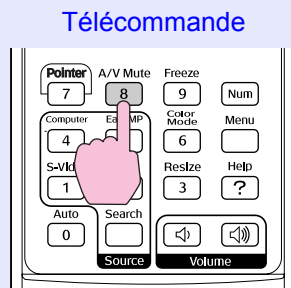 Télécommande
Pointer A/V Mute Freeze
7 8 9 Num
Computer Color Mode Menu
4 6
S-Vid Resize Help
1 3 ?
Auto Search
0
Source Volume